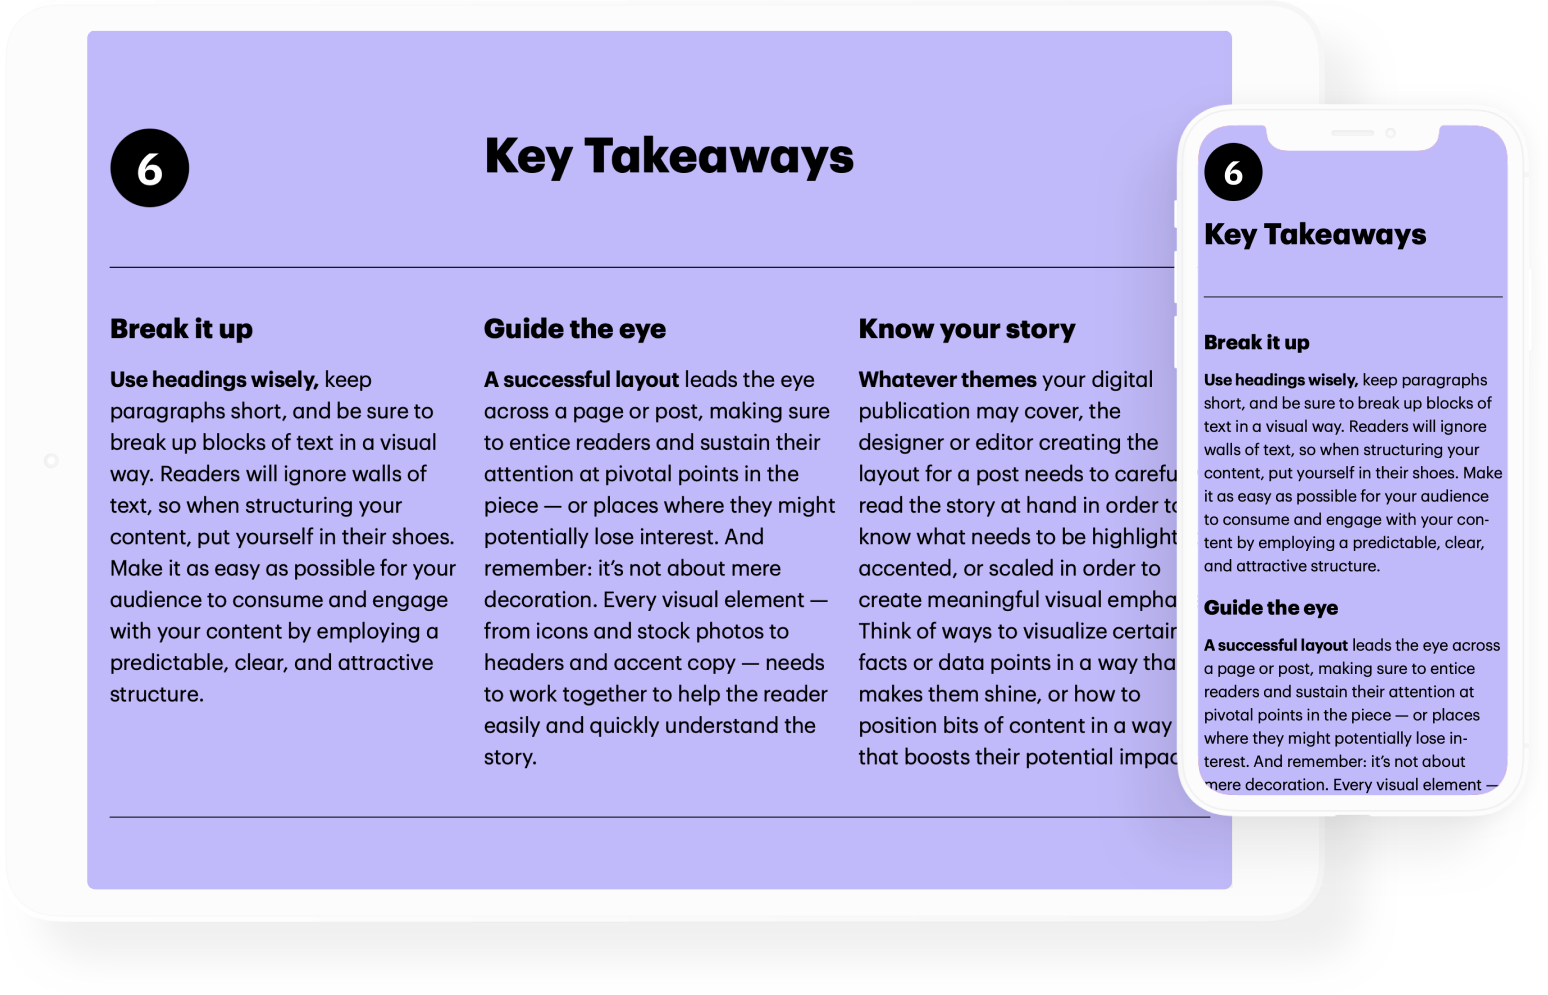 6
Key Takeaways
Break it up
Use headings wisely, keep
paragraphs short, and be sure to
break up blocks of text in a visual
way. Readers will ignore walls of
text, so when structuring your
content, put yourself in their shoes.
Make it as easy as possible for your
audience to consume and engage
with your content by employing a
predictable, clear, and attractive
structure.
Guide the eye
A successful layout leads the eye
across a page or post, making sure
to entice readers and sustain their
attention at pivotal points in the
piece — or places where they might
potentially lose interest. And
remember: it’s not about mere
decoration. Every visual element —
from icons and stock photos to
headers and accent copy — needs
to work together to help the reader
easily and quickly understand the
story.
Know your story
Whatever themes your digital
publication may cover, the
designer or editor creating the
layout for a post needs to
read the story at hand in order
know what needs to be
accented, or scaled in order to
create meaningful visual
Think of ways to visualize
facts or data points in a way
makes them shine, or how to
position bits of content in a way
that boosts their potential
6
Key Takeaways
Break it up
Use headings wisely, keep paragraphs
short, and be sure to break up blocks of
text in a visual way. Readers will ignore
walls of text, so when structuring your
content, put yourself in their shoes. Make
it as easy as possible for your audience
to consume and engage with your con-
tent by employing a predictable, clear,
and attractive structure.
Guide the eye
A successful layout leads the eye across
a page or post, making sure to entice
readers and sustain their attention at
pivotal points in the piece — or places
where they might potentially lose in-
terest. And remember: it’s not about
mere decoration. Every visual element —